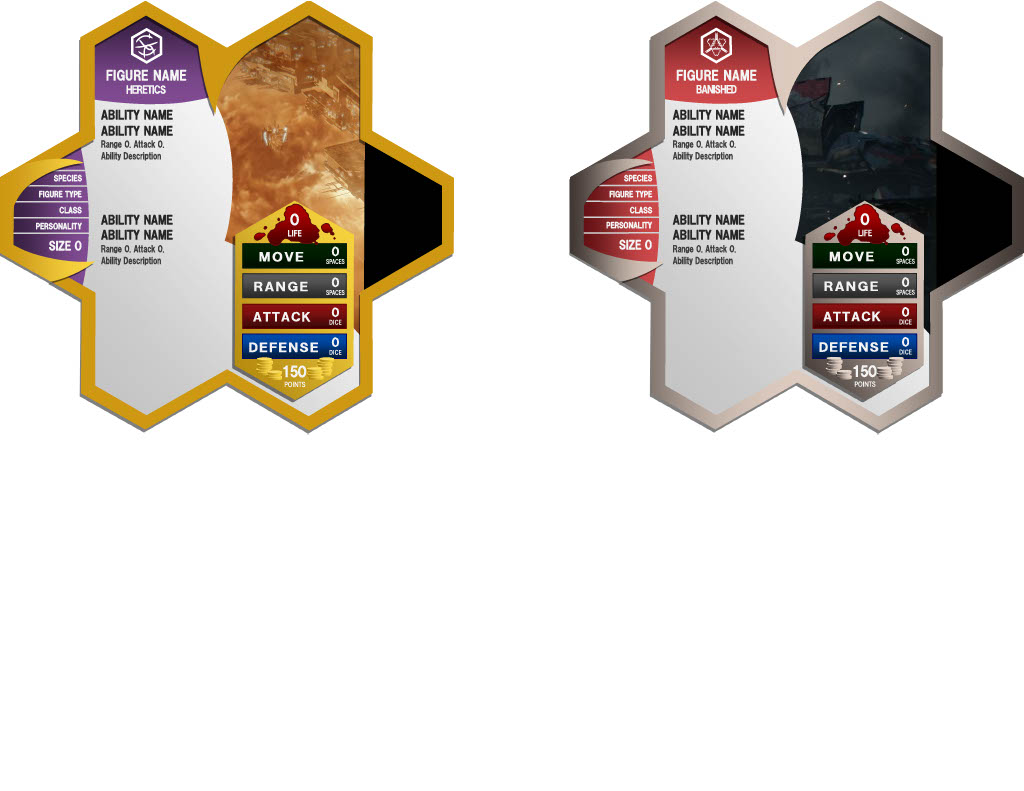 FIGURE NAME
HERETICS
ABILITY NAME
ABILITY NAME
Range 0. Attack 0.
Ability Description
SPECIES
FIGURE TYPE
CLASS
PERSONALITY
SIZE 0
ABILITY NAME
ABILITY NAME
Range 0. Attack 0.
Ability Description
0
LIFE
MOVE 0 SPACES
RANGE 0 SPACES
ATTACK 0 DICE
DEFENSE 0 DICE
150
POINTS
FIGURE NAME
BANISHED
ABILITY NAME
ABILITY NAME
Range 0. Attack 0.
Ability Description
SPECIES
FIGURE TYPE
CLASS
PERSONALITY
SIZE 0
ABILITY NAME
ABILITY NAME
Range 0. Attack 0.
Ability Description
0
LIFE
MOVE 0 SPACES
RANGE 0 SPACES
ATTACK 0 DICE
DEFENSE 0 DICE
150
POINTS